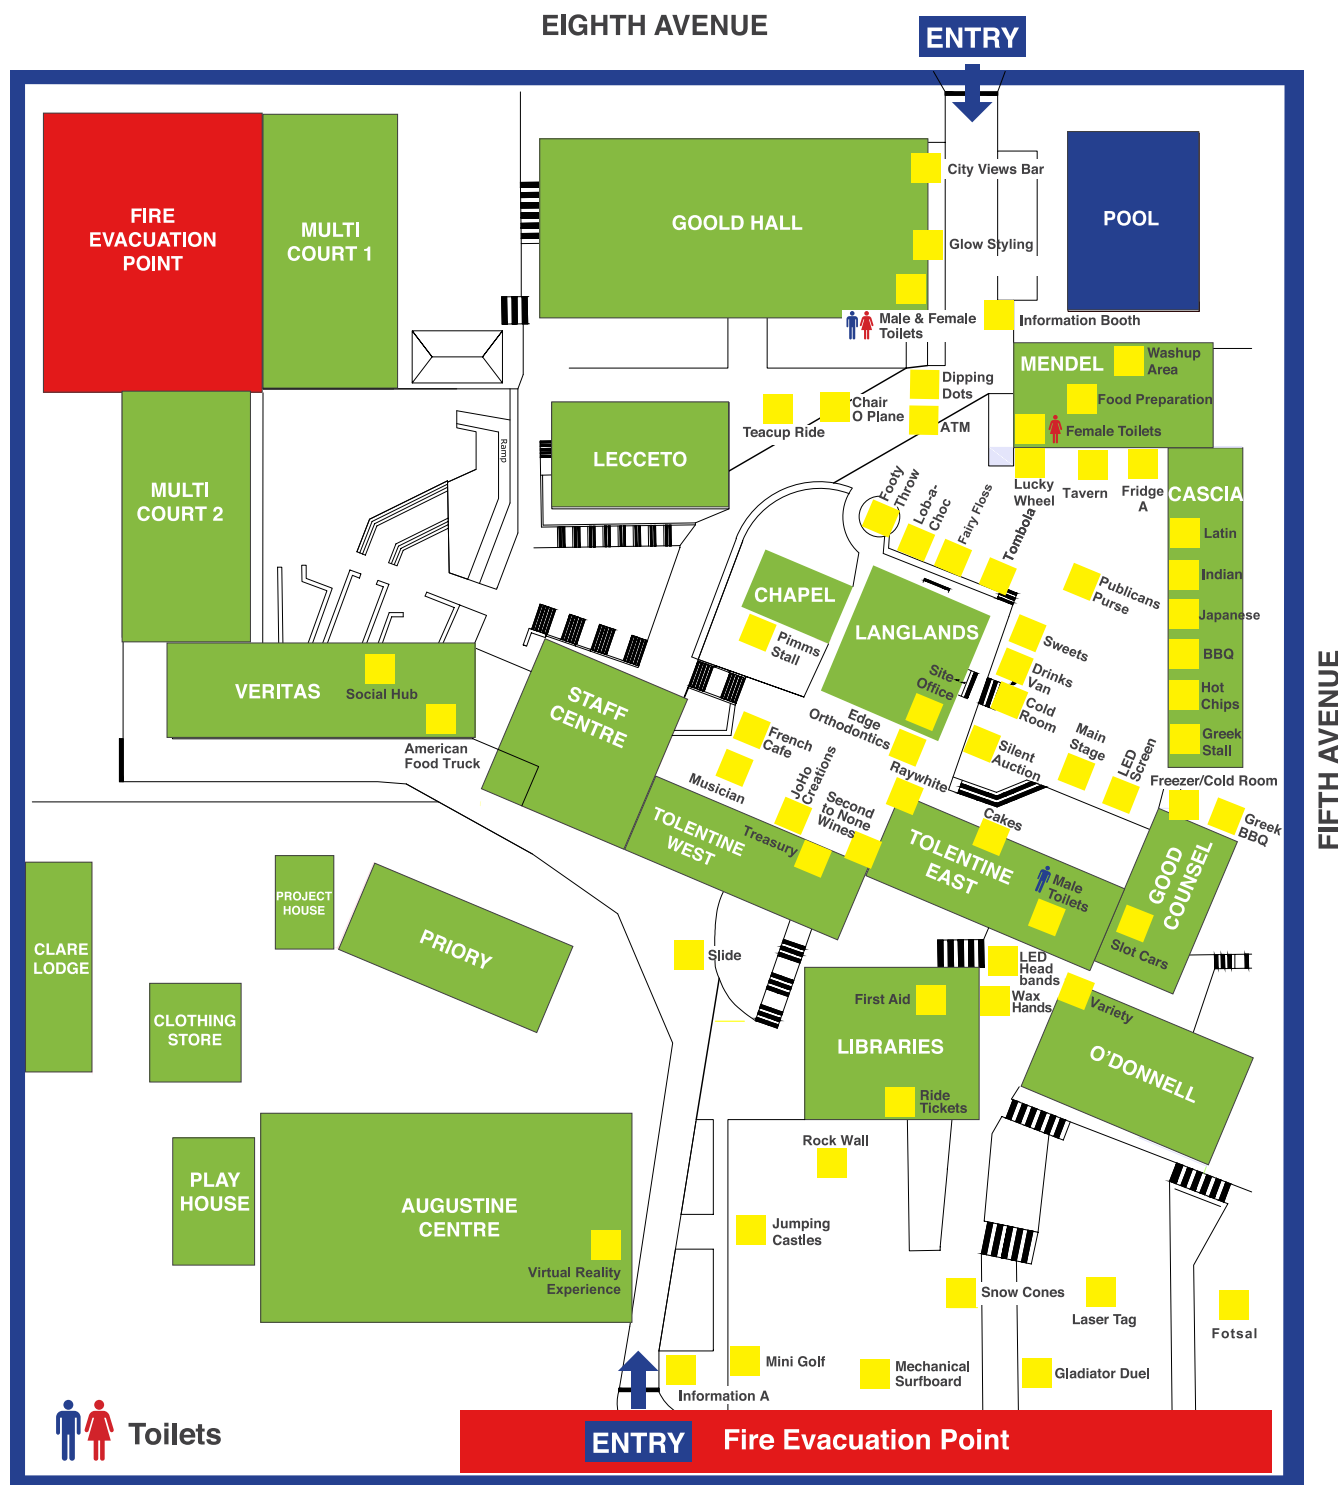 EIGHTH AVENUE
ENTRY
FIRE
EVACUATION
POINT
MULTI
COURT 1
GOOLD HALL
City Views Bar
Glow Styling
POOL
Male & Female
Toilets
Information Booth
MENDEL
Washup
Area
Food Preparation
Female Toilets
Dipping
Dots
ATM
Chair
O Plane
Teacup Ride
LECCETO
Ramp
MULTI
COURT 2
Lucky
Wheel
Tavern
Fridge
A
CASCIA
Latin
Indian
Japanese
BBQ
Hot
Chips
Greek
Stall
Footy
Throw
Lob-a-
Choc
Fairy Floss
Tombola
Publicans
Purse
CHAPEL
Pimms
Stall
LANGLANDS
Site
Office
Sweets
Drinks
Van
Cold
Room
Silent
Auction
Main
Stage
LED
Screen
Freezer/Cold Room
Greek
BBQ
FIFTH AVENUE
VERITAS
Social Hub
American
Food Truck
STAFF
CENTRE
French
Cafe
Musician
Edge
Orthodontics
Raywhite
JoHo
Creations
Second
to None
Wines
Treasury
Cakes
TOLENTINE
WEST
TOLENTINE
EAST
Male
Toilets
GOOD
COUNSEL
Slot Cars
CLARE
LODGE
PROJECT
HOUSE
PRIORY
CLOTHING
STORE
PLAY
HOUSE
Slide
First Aid
LIBRARIES
Ride
Tickets
LED
Head
bands
Wax
Hands
Variety
O'DONNELL
AUGUSTINE
CENTRE
Virtual Reality
Experience
Rock Wall
Jumping
Castles
Snow Cones
Laser Tag
Fotsal
Mini Golf
Mechanical
Surfboard
Gladiator Duel
Information A
Toilets
ENTRY
Fire Evacuation Point